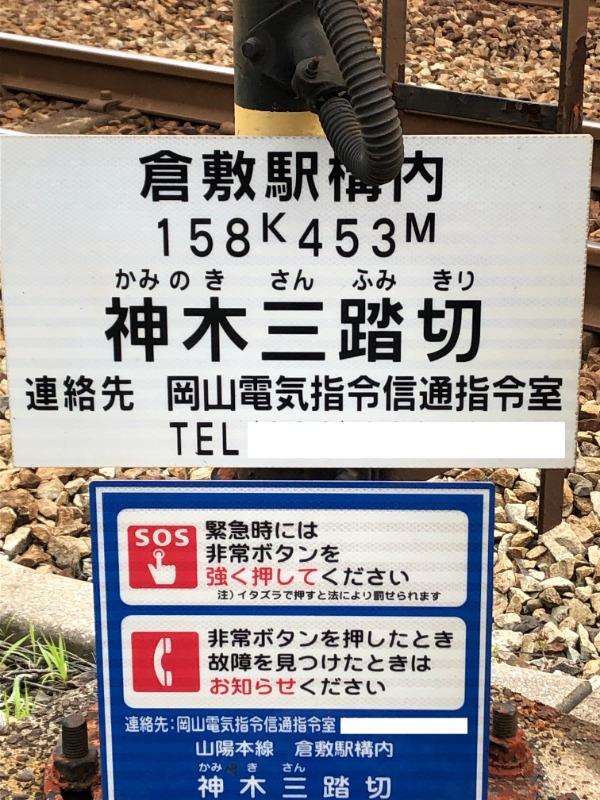 倉敷駅構内
158K453M
かみのき さん ふみ きり
神木三踏切
連絡先 岡山電気指令信通指令室
TEL
SOS
緊急時には
非常ボタンを
強く押してください
注)イタズラで押すと法により罰せられます
非常ボタンを押したとき
故障を見つけたときは
お知らせください
連絡先:岡山電気指令信通指令室
山陽本線 倉敷駅構内
かみ の き さん
神木三踏切